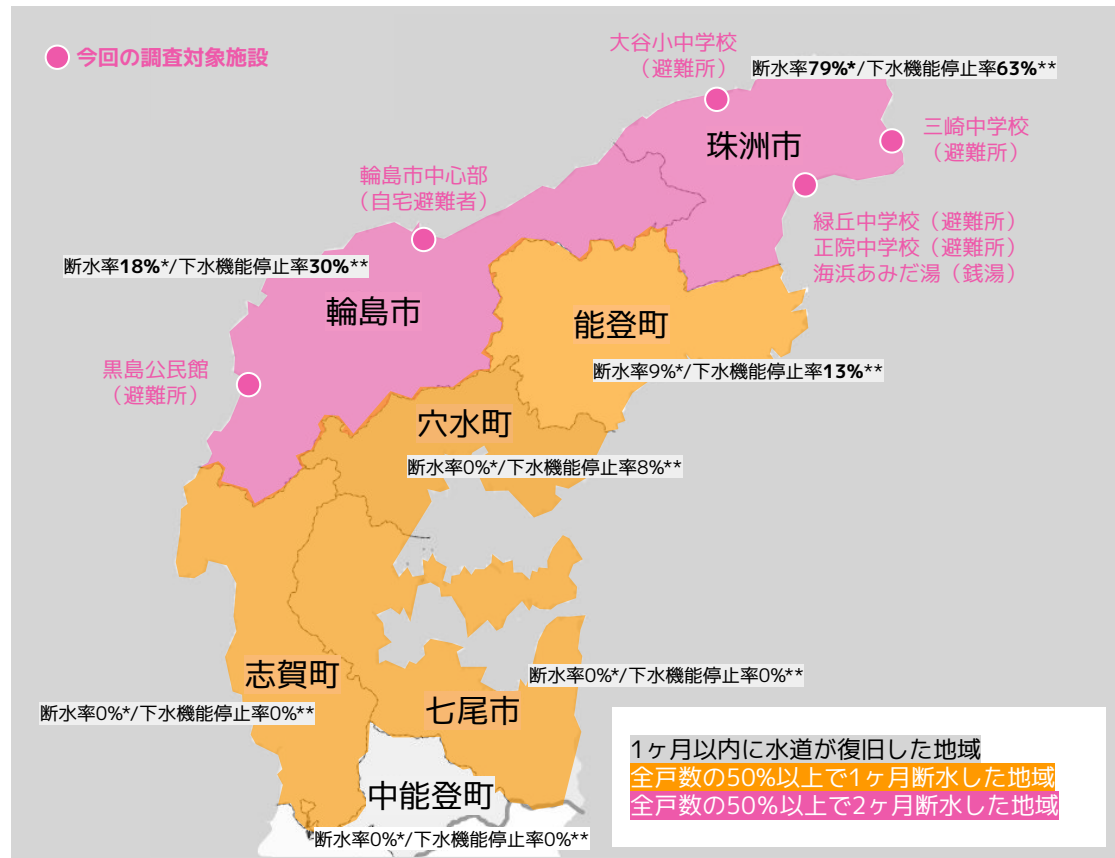 今回の調査対象施設
大谷小中学校
（避難所）
断水率79%*/下水機能停止率63%**
三崎中学校
（避難所）
珠洲市
輪島市中心部
（自宅避難者）
緑丘中学校（避難所）
正院中学校（避難所）
海浜あみだ湯（銭湯）
断水率18%*/下水機能停止率30%**
輪島市
能登町
断水率9%*/下水機能停止率13%**
黒島公民館
（避難所）
穴水町
断水率0%*/下水機能停止率8%**
志賀町
断水率0%*/下水機能停止率0%**
断水率0%*/下水機能停止率0%**
七尾市
中能登町
断水率0%*/下水機能停止率0%**
1ヶ月以内に水道が復旧した地域
全戸数の50%以上で1ヶ月断水した地域
全戸数の50％以上で2ヶ月断水した地域